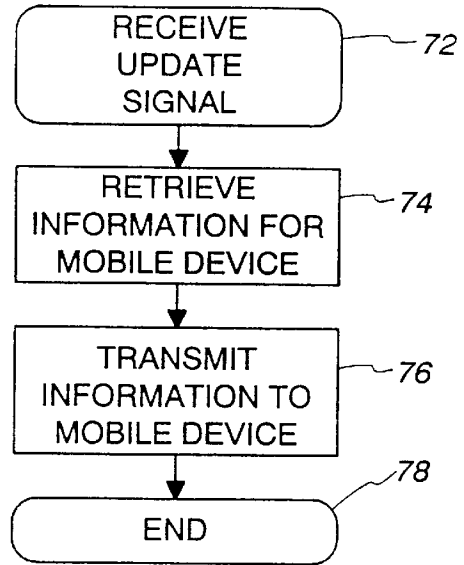 RECEIVE
UPDATE
SIGNAL
72
RETRIEVE
INFORMATION FOR
MOBILE DEVICE
74
TRANSMIT
INFORMATION TO
MOBILE DEVICE
76
END
78